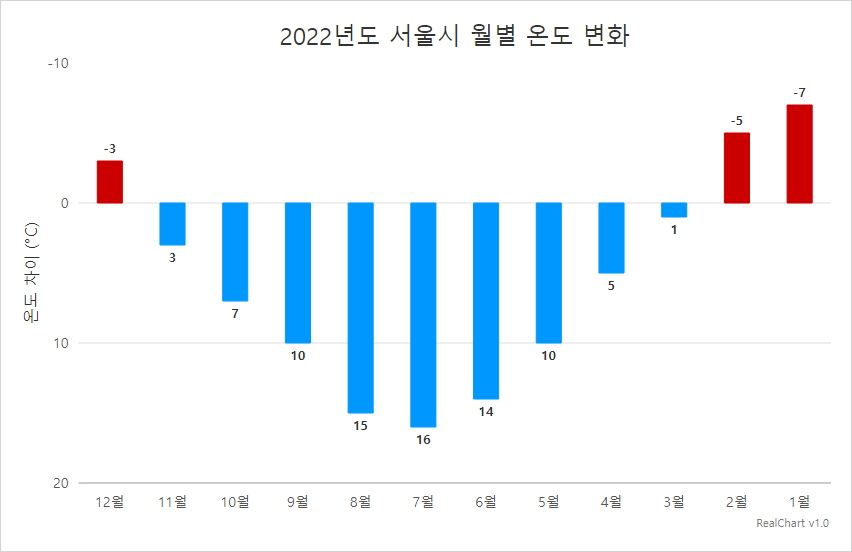 2022년도 서울시 월별 온도 변화
온도 차이 (°C)
-10
0
10
20
-3
3
7
10
15
16
14
10
5
1
-5
-7
12월
11월
10월
9월
8월
7월
6월
5월
4월
3월
2월
1월
RealChart v1.0